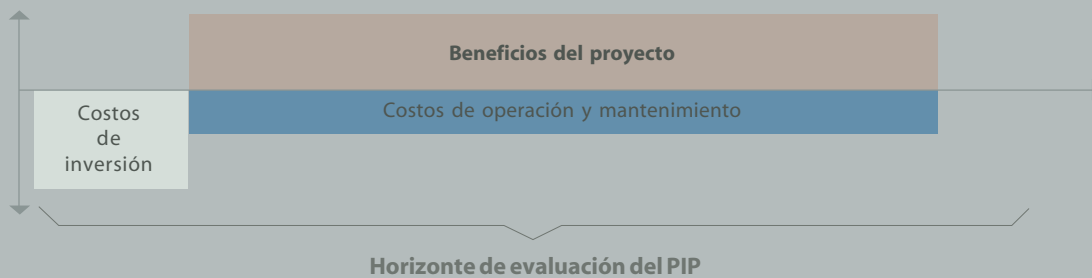 Beneficios del proyecto
Costos de operación y mantenimiento
Costos
de
inversión
Horizonte de evaluación del PIP